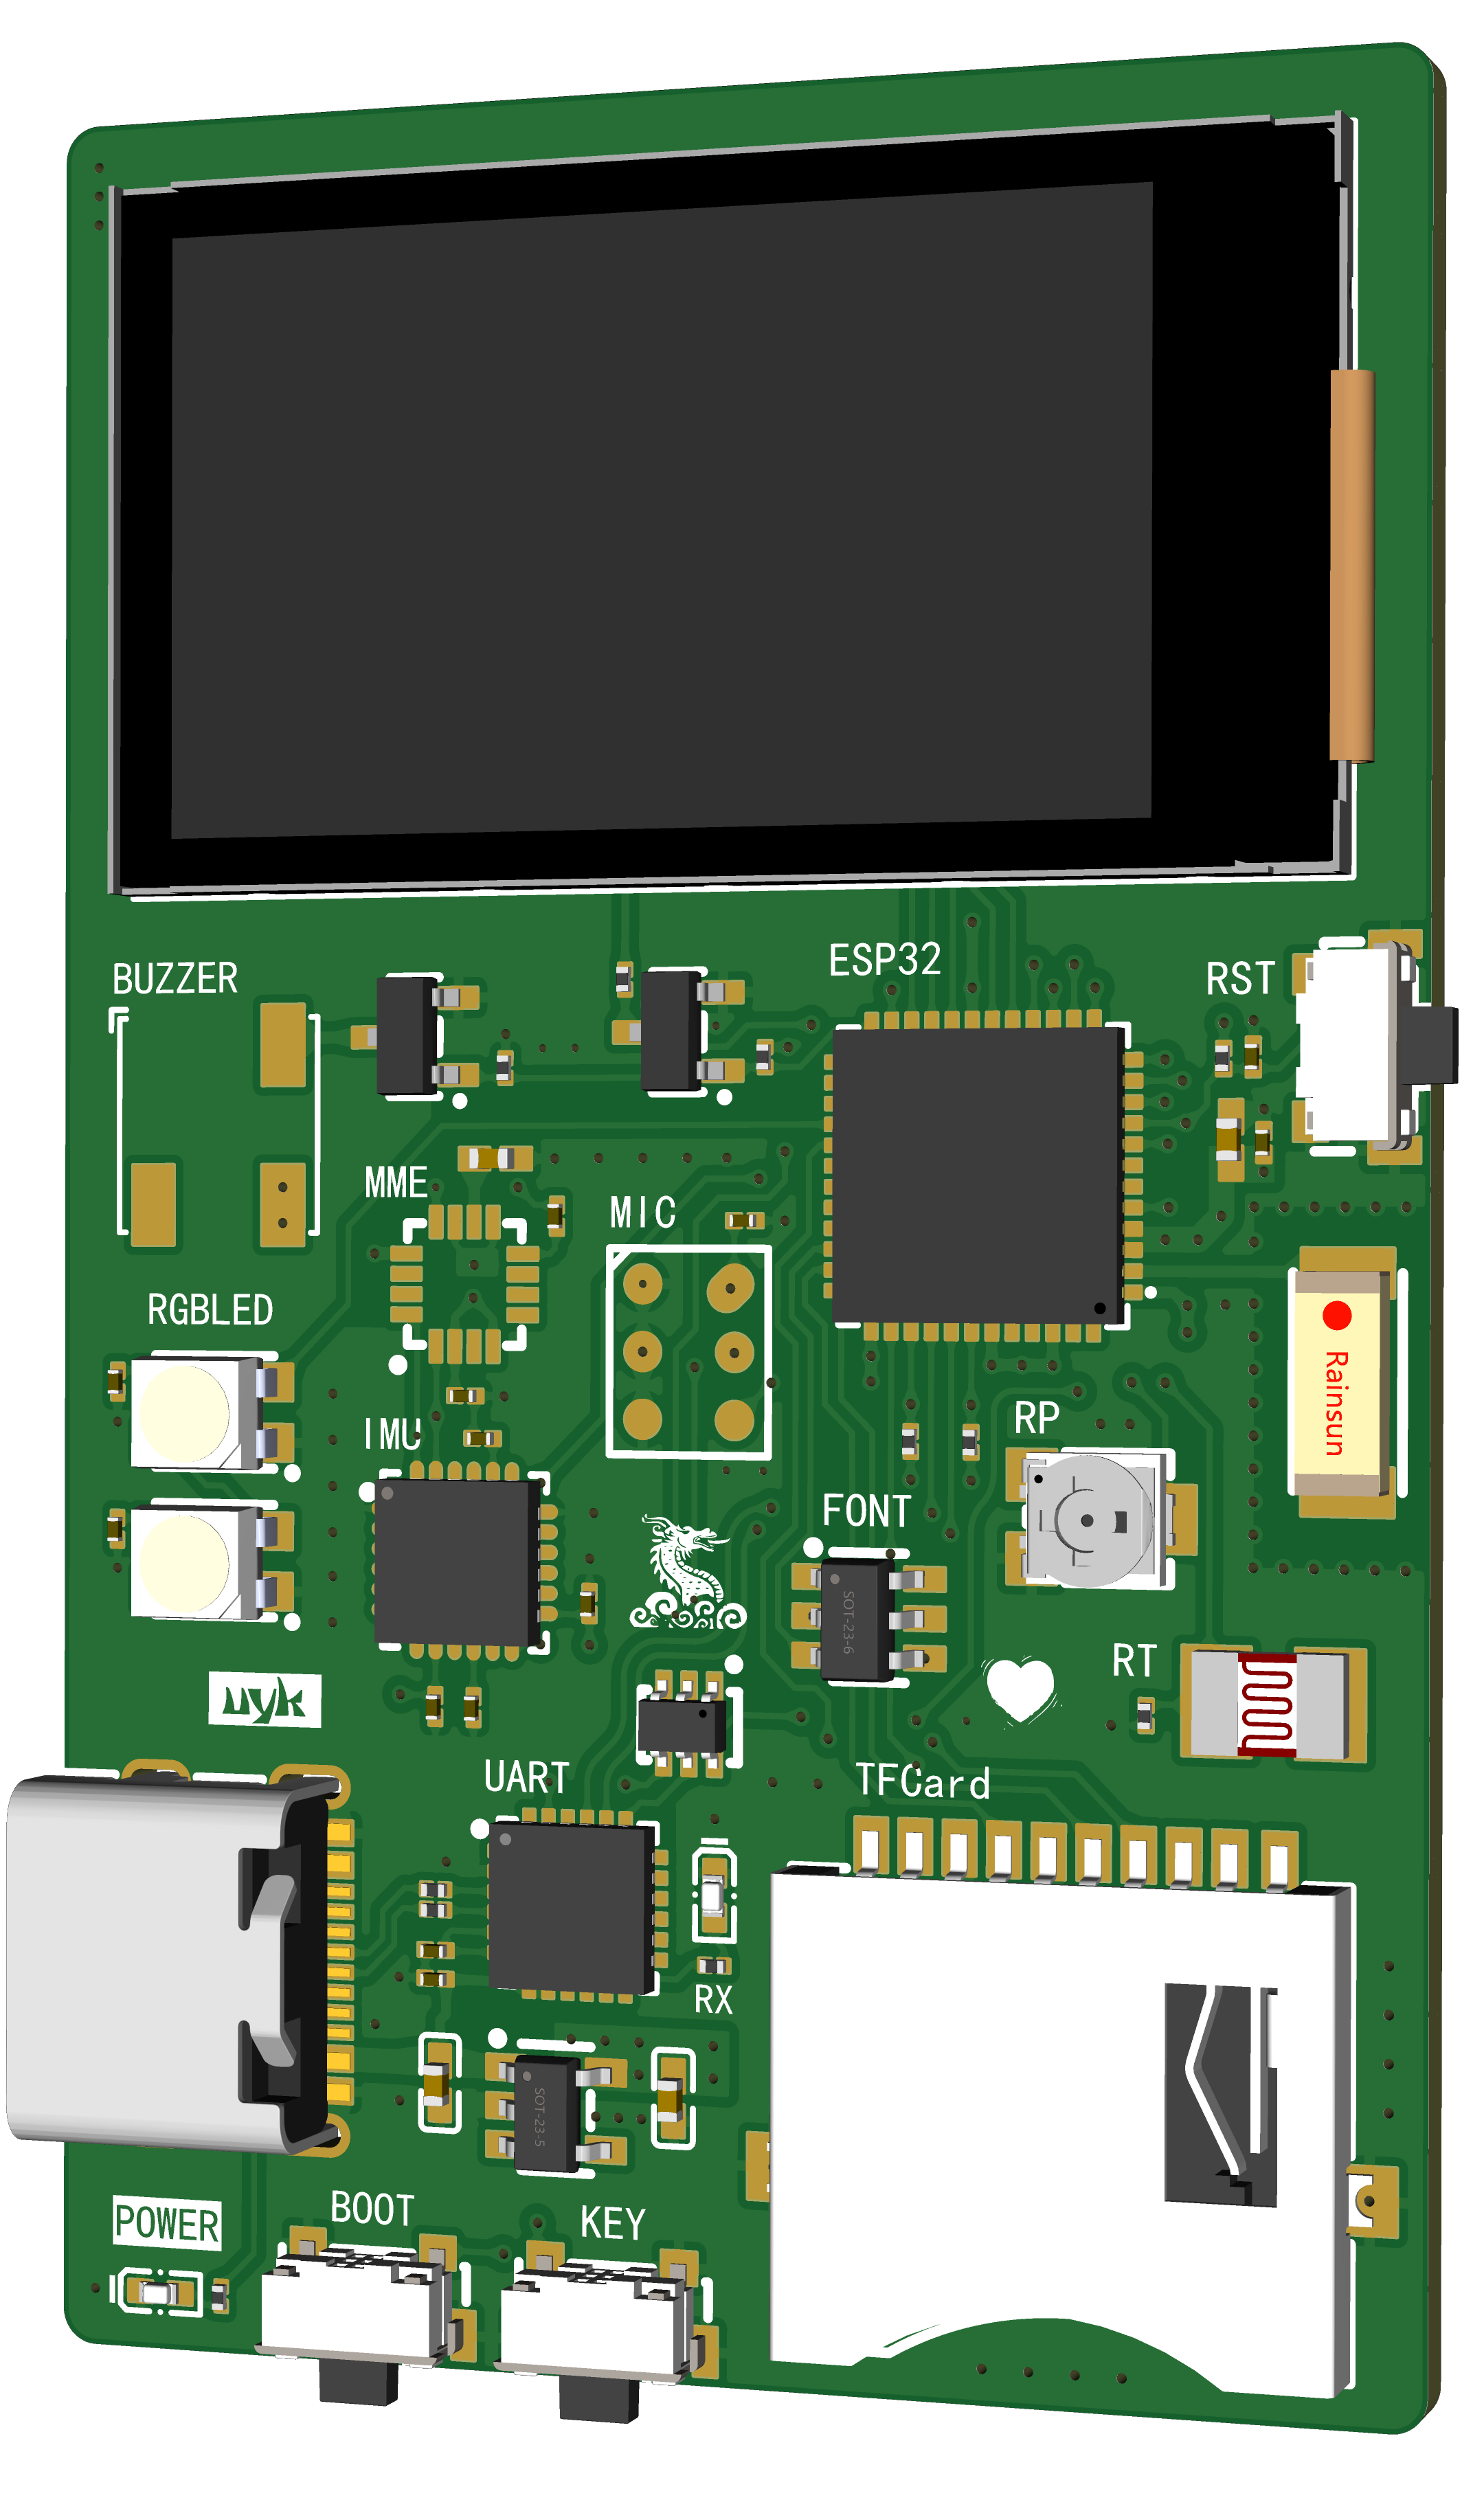 ESP32
BUZZER
RST
MME
MIC
RGBLED
Rainsun
RP
IMU
FONT
SOT-23-6
RT
UART
TFCard
RX
SOT-23-5
POWER
BOOT
KEY